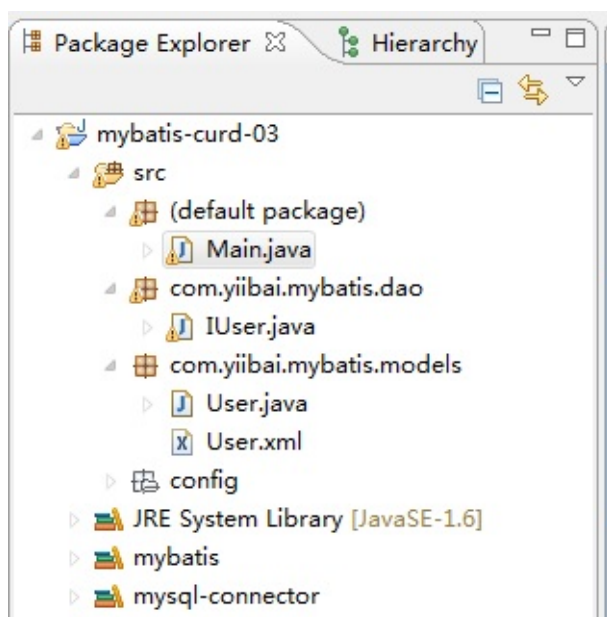 Package Explorer Hierarchy
mybatis-curd-03
src
(default package)
Main.java
com.yiibai.mybatis.dao
IUser.java
com.yiibai.mybatis.models
User.java
User.xml
config
JRE System Library [JavaSE-1.6]
mybatis
mysql-connector